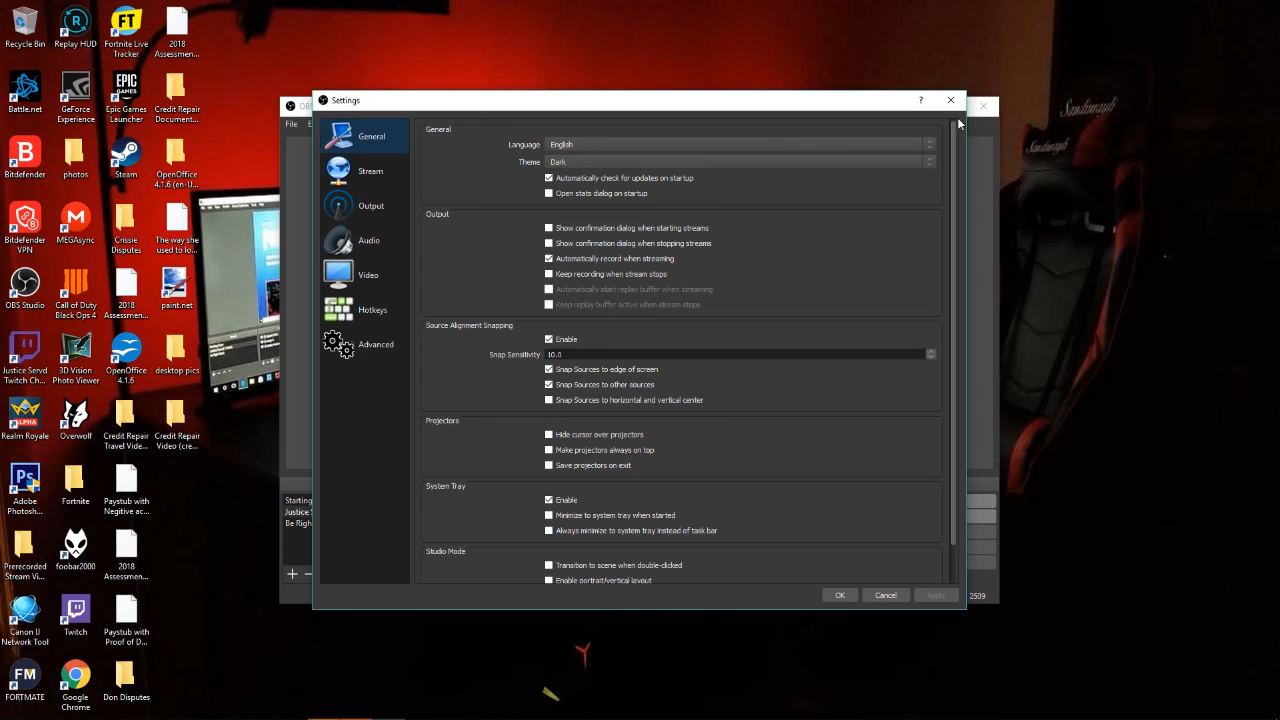 Recycle Bin
Replay HUD
Fortnite Live
Tracker
2018
Assessmen...
Battle.net
GeForce
Experience
Epic Games
Launcher
Credit Repair
Document...
Bitdefender
photos
Steam
OpenOffice
4.1.6 (en-U...
Bitdefender
VPN
MEGAsync
Crissie
Disputes
The way she
used to lo...
OBS Studio
Call of Duty
Black Ops 4
2018
Assessmen...
paint.net
Justice Servd
Twitch Ch...
3D Vision
Photo Viewer
OpenOffice
4.1.6
desktop pics
Realm Royale
Overwolf
Credit Repair
Travel Vide...
Credit Repair
Video (cre...
Adobe
Photosh...
Fortnite
Paystub with
Negitive ac...
Prerecorded
Stream Vi...
foobar2000
2018
Assessmen...
Canon IJ
Network Tool
Twitch
Paystub with
Proof of D...
FORTMATE
Google
Chrome
Don Disputes
File
Starting
Justice
Be Righ
2509
Settings
General
Stream
Output
Audio
Video
Hotkeys
Advanced
General
Language English
Theme Dark
Automatically check for updates on startup
Open stats dialog on startup
Output
Show confirmation dialog when starting streams
Show confirmation dialog when stopping streams
Automatically record when streaming
Keep recording when stream stops
Automatically start replay buffer when streaming
Keep replay buffer active when stream stops
Source Alignment Snapping
Enable
Snap Sensitivity 10.0
Snap Sources to edge of screen
Snap Sources to other sources
Snap Sources to horizontal and vertical center
Projectors
Hide cursor over projectors
Make projectors always on top
Save projectors on exit
System Tray
Enable
Minimize to system tray when started
Always minimize to system tray instead of task bar
Studio Mode
Transition to scene when double-clicked
Enable portrait/vertical layout
OK Cancel Apply